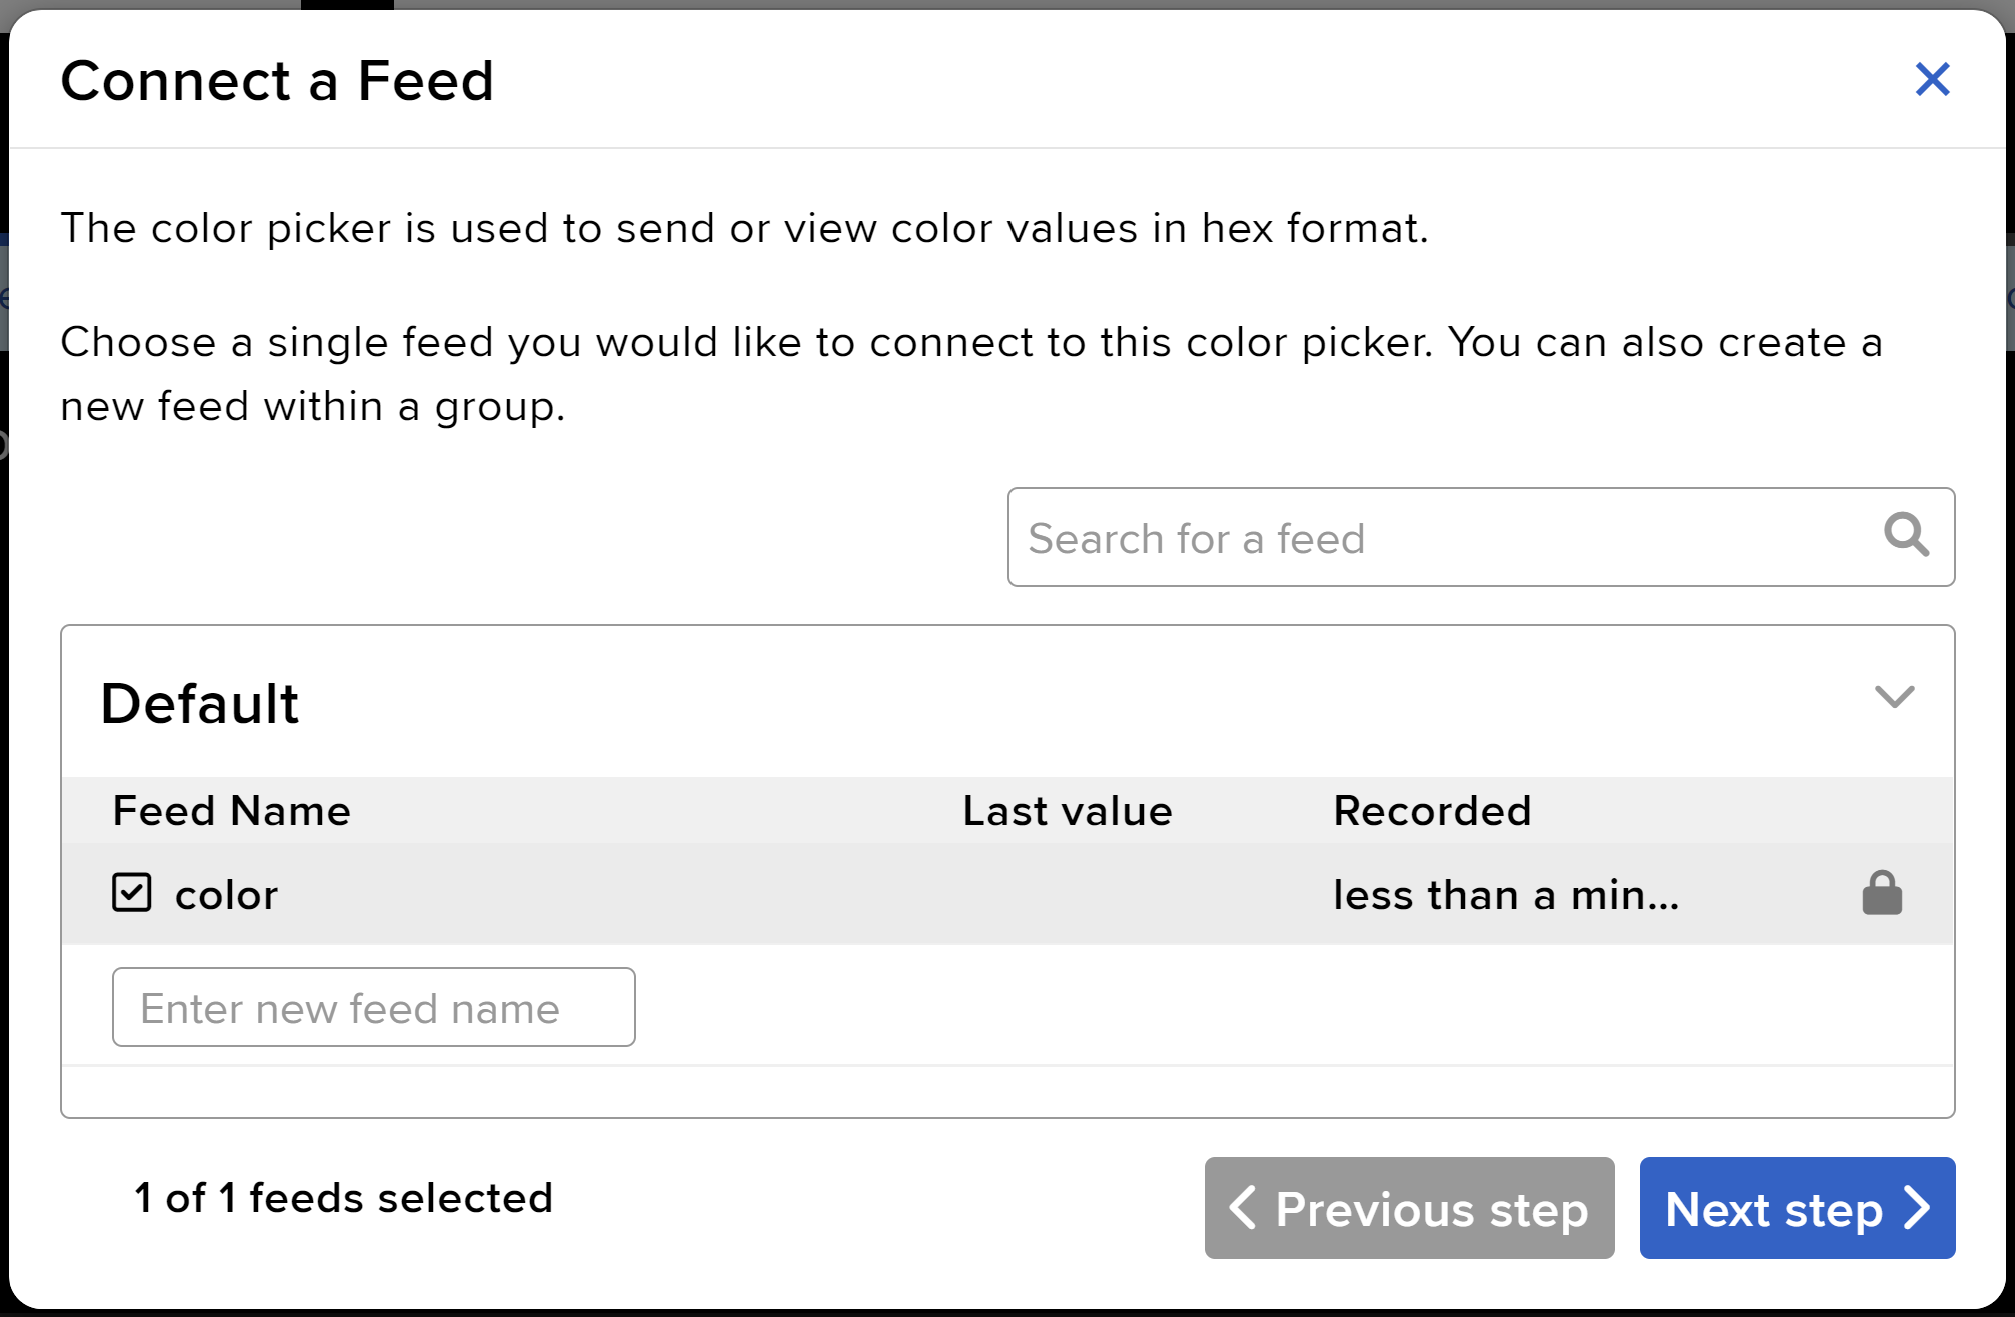 Connect a Feed
The color picker is used to send or view color values in hex format.
Choose a single feed you would like to connect to this color picker. You can also create a
new feed within a group.
Search for a feed
Default
Feed Name Last value Recorded
color less than a min...
Enter new feed name
1 of 1 feeds selected
Previous step Next step